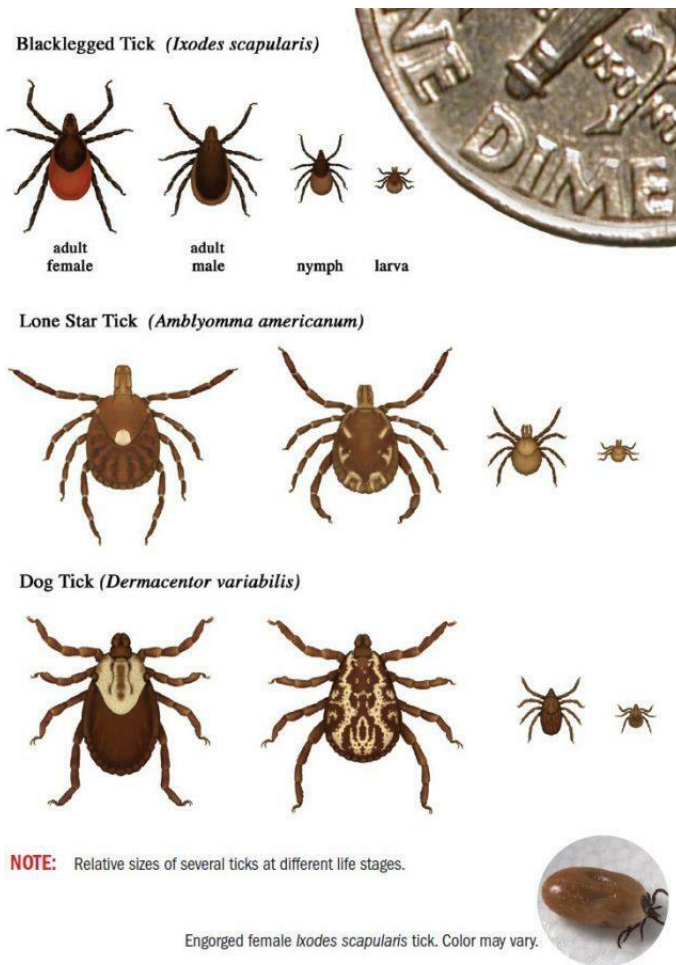 Blacklegged Tick (Ixodes scapularis)
NE DIME
adult
female
adult
male
nymph
larva
Lone Star Tick (Amblyomma americanum)
Dog Tick (Dermacentor variabilis)
NOTE: Relative sizes of several ticks at different life stages.
Engorged female Ixodes scapularis tick. Color may vary.